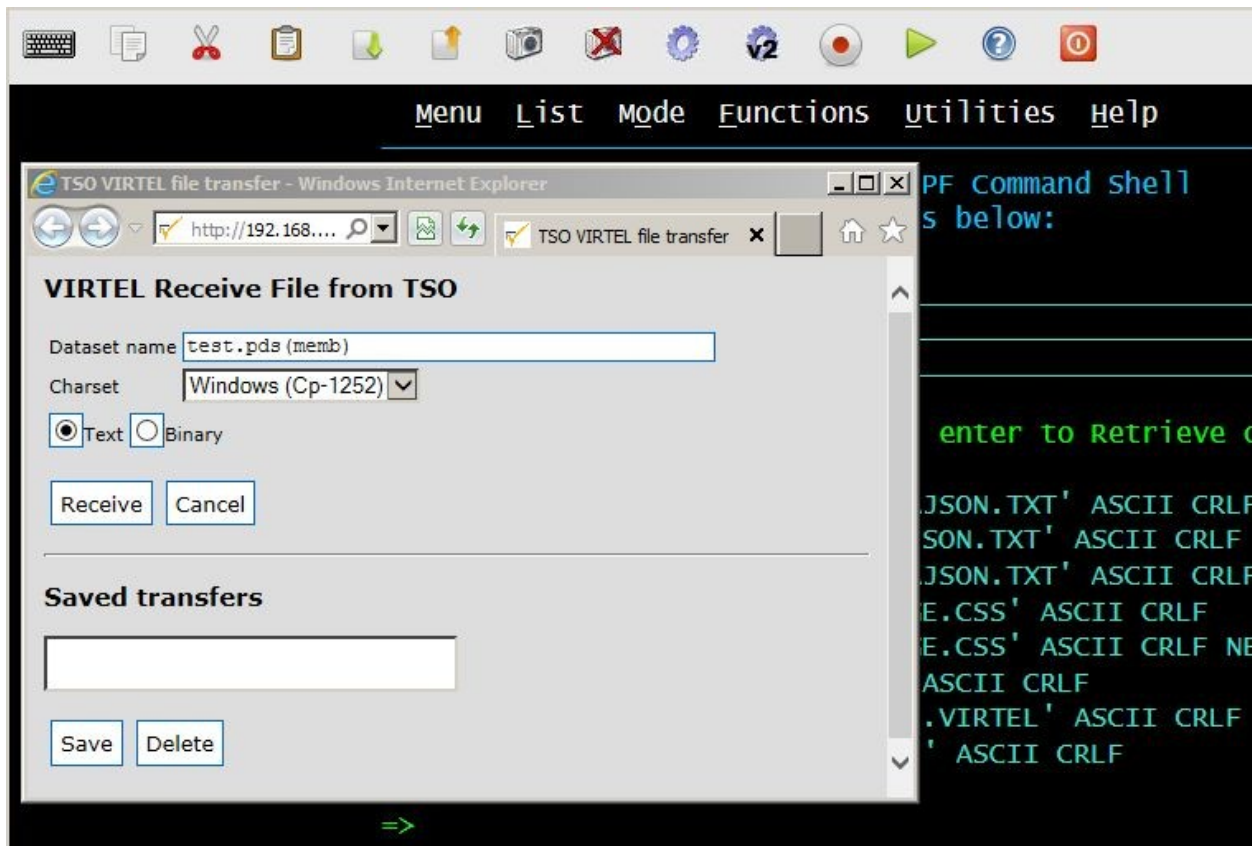 v2
Menu List Mode Functions Utilities Help
TSO VIRTEL file transfer - Windows Internet Explorer
PF Command Shell
http://192.168....
TSO VIRTEL file transfer
s below:
VIRTEL Receive File from TSO
Dataset name test.pds(memb)
Charset Windows (Cp-1252)
Text Binary
enter to Retrieve
Receive Cancel
JSON.TXT' ASCII CRLF
SON.TXT' ASCII CRLF
JSON.TXT' ASCII CRLF
Saved transfers
E.CSS' ASCII CRLF
E.CSS' ASCII CRLF NE
ASCII CRLF
.VIRTEL' ASCII CRLF
Save Delete
' ASCII CRLF
=>